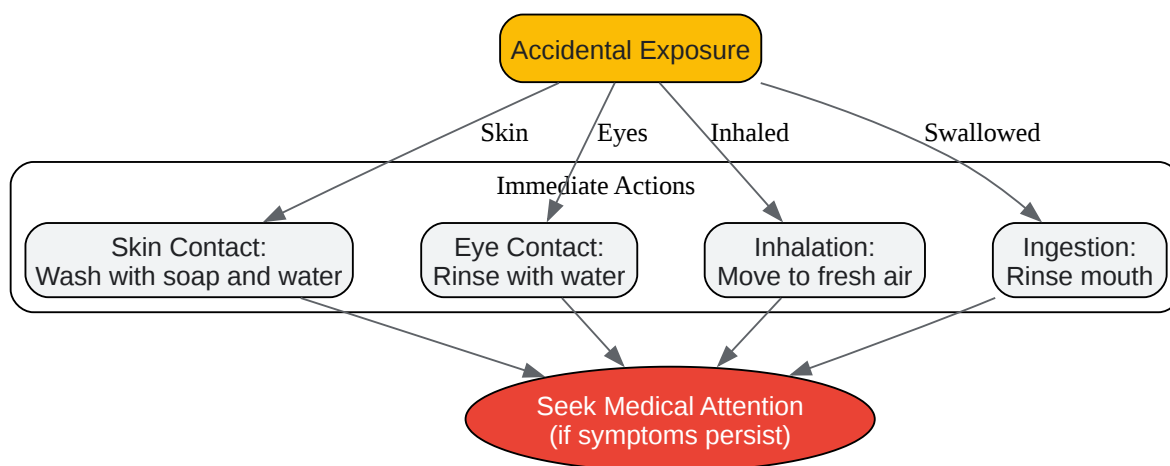 Accidental Exposure
Skin
Eyes
Inhaled
Swallowed
Immediate Actions
Skin Contact:
Wash with soap and water
Eye Contact:
Rinse with water
Inhalation:
Move to fresh air
Ingestion:
Rinse mouth
Seek Medical Attention
(if symptoms persist)